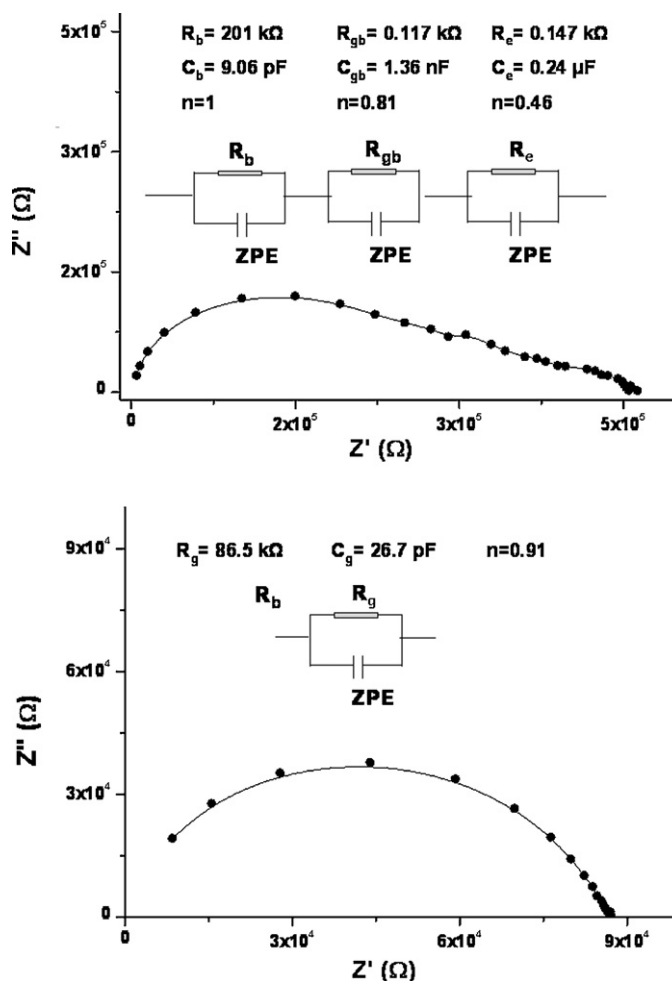 R_b= 201 kΩ R_gb= 0.117 kΩ R_e= 0.147 kΩ
C_b= 9.06 pF C_gb= 1.36 nF C_e= 0.24 µF
n=1 n=0.81 n=0.46
R_b R_gb R_e
ZPE ZPE ZPE
Z'' (Ω)
5x10⁵
3x10⁵
2x10⁵
0
0 2x10⁵ 3x10⁵ 5x10⁵
Z' (Ω)
R_g= 86.5 kΩ C_g= 26.7 pF n=0.91
R_b R_g
ZPE
Z'' (Ω)
9x10⁴
6x10⁴
3x10⁴
0
0 3x10⁴ 6x10⁴ 9x10⁴
Z' (Ω)